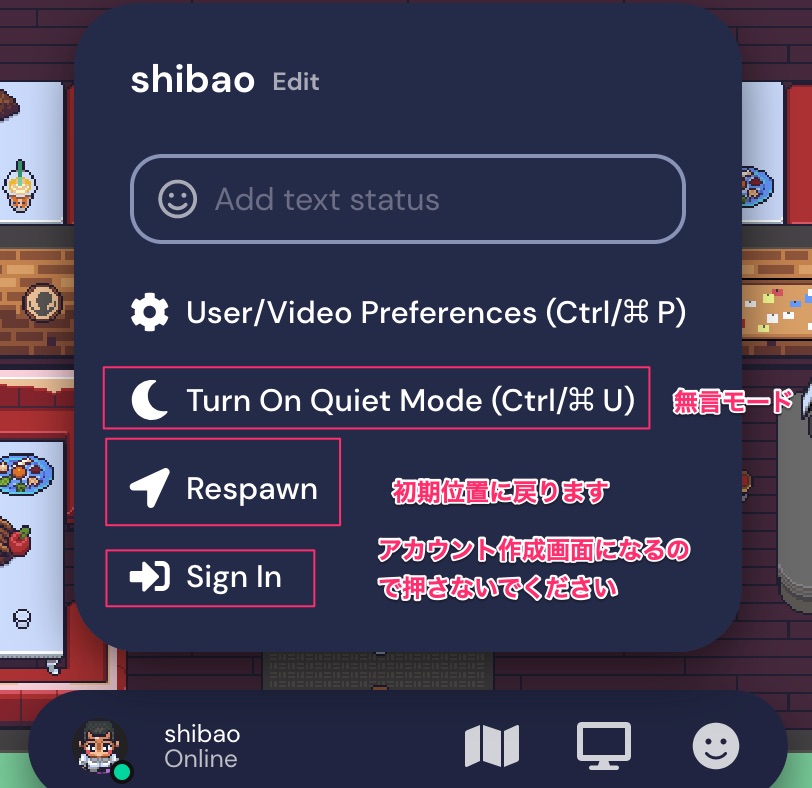 shibao Edit
Add text status
User/Video Preferences (Ctrl/⌘ P)
Turn On Quiet Mode (Ctrl/⌘ U) 無言モード
Respawn 初期位置に戻ります
アカウント作成画面になるの
Sign In で押さないでください
shibao
Online